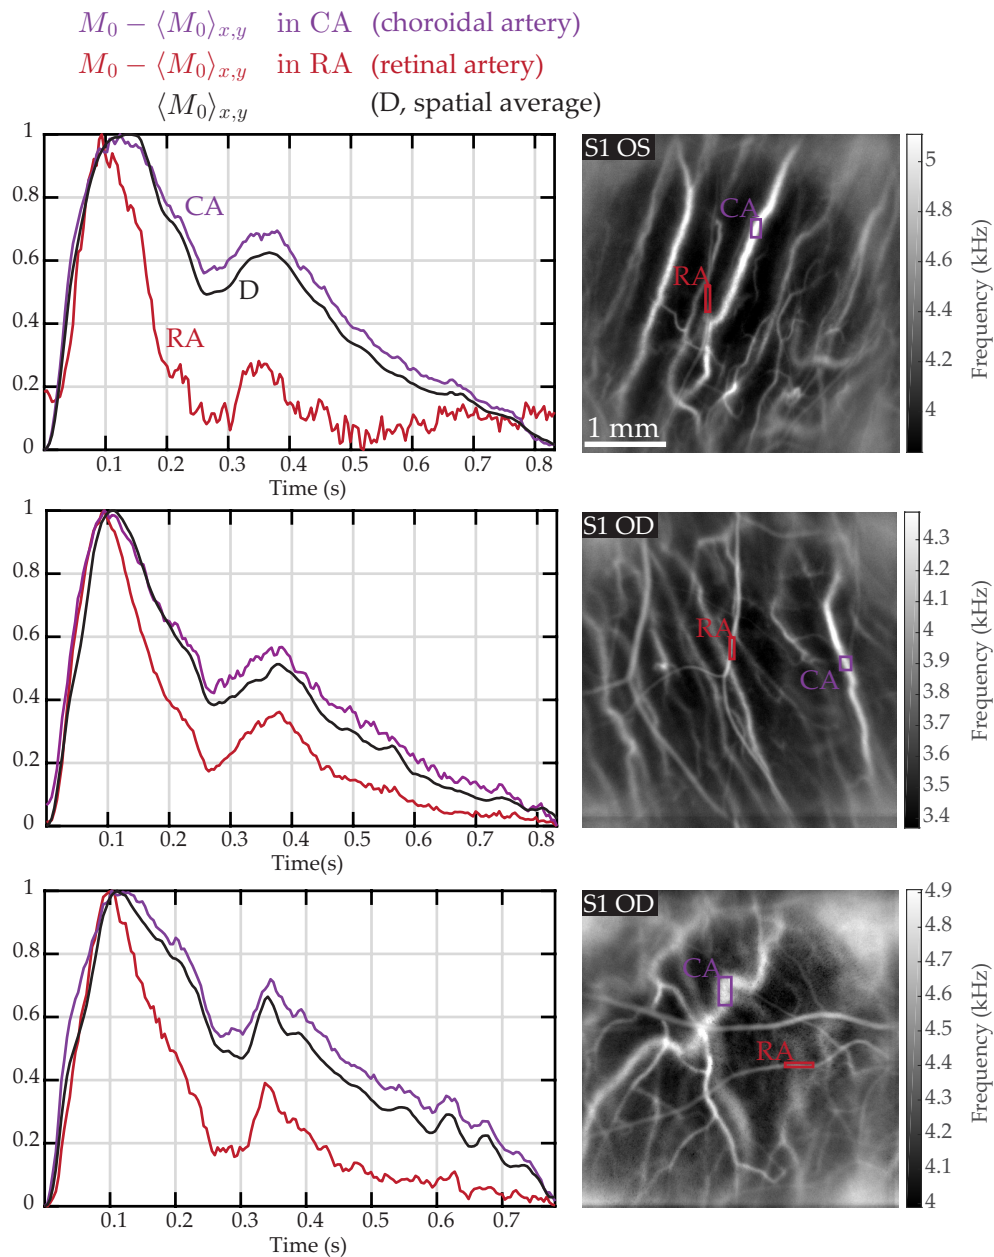 M₀ − ⟨M₀⟩x,y in CA (choroidal artery)
M₀ − ⟨M₀⟩x,y in RA (retinal artery)
⟨M₀⟩x,y (D, spatial average)
1
0.8
0.6
0.4
0.2
0
CA
D
RA
0.1 0.2 0.3 0.4 0.5 0.6 0.7 0.8
Time (s)
S1 OS
CA
RA
1 mm
5
4.8
4.6
4.4
4.2
4
Frequency (kHz)
1
0.8
0.6
0.4
0.2
0
0.1 0.2 0.3 0.4 0.5 0.6 0.7 0.8
Time(s)
S1 OD
RA
CA
4.3
4.2
4.1
4
3.9
3.8
3.7
3.6
3.5
3.4
Frequency (kHz)
1
0.8
0.6
0.4
0.2
0
0.1 0.2 0.3 0.4 0.5 0.6 0.7
Time (s)
S1 OD
CA
RA
4.9
4.8
4.7
4.6
4.5
4.4
4.3
4.2
4.1
4
Frequency (kHz)